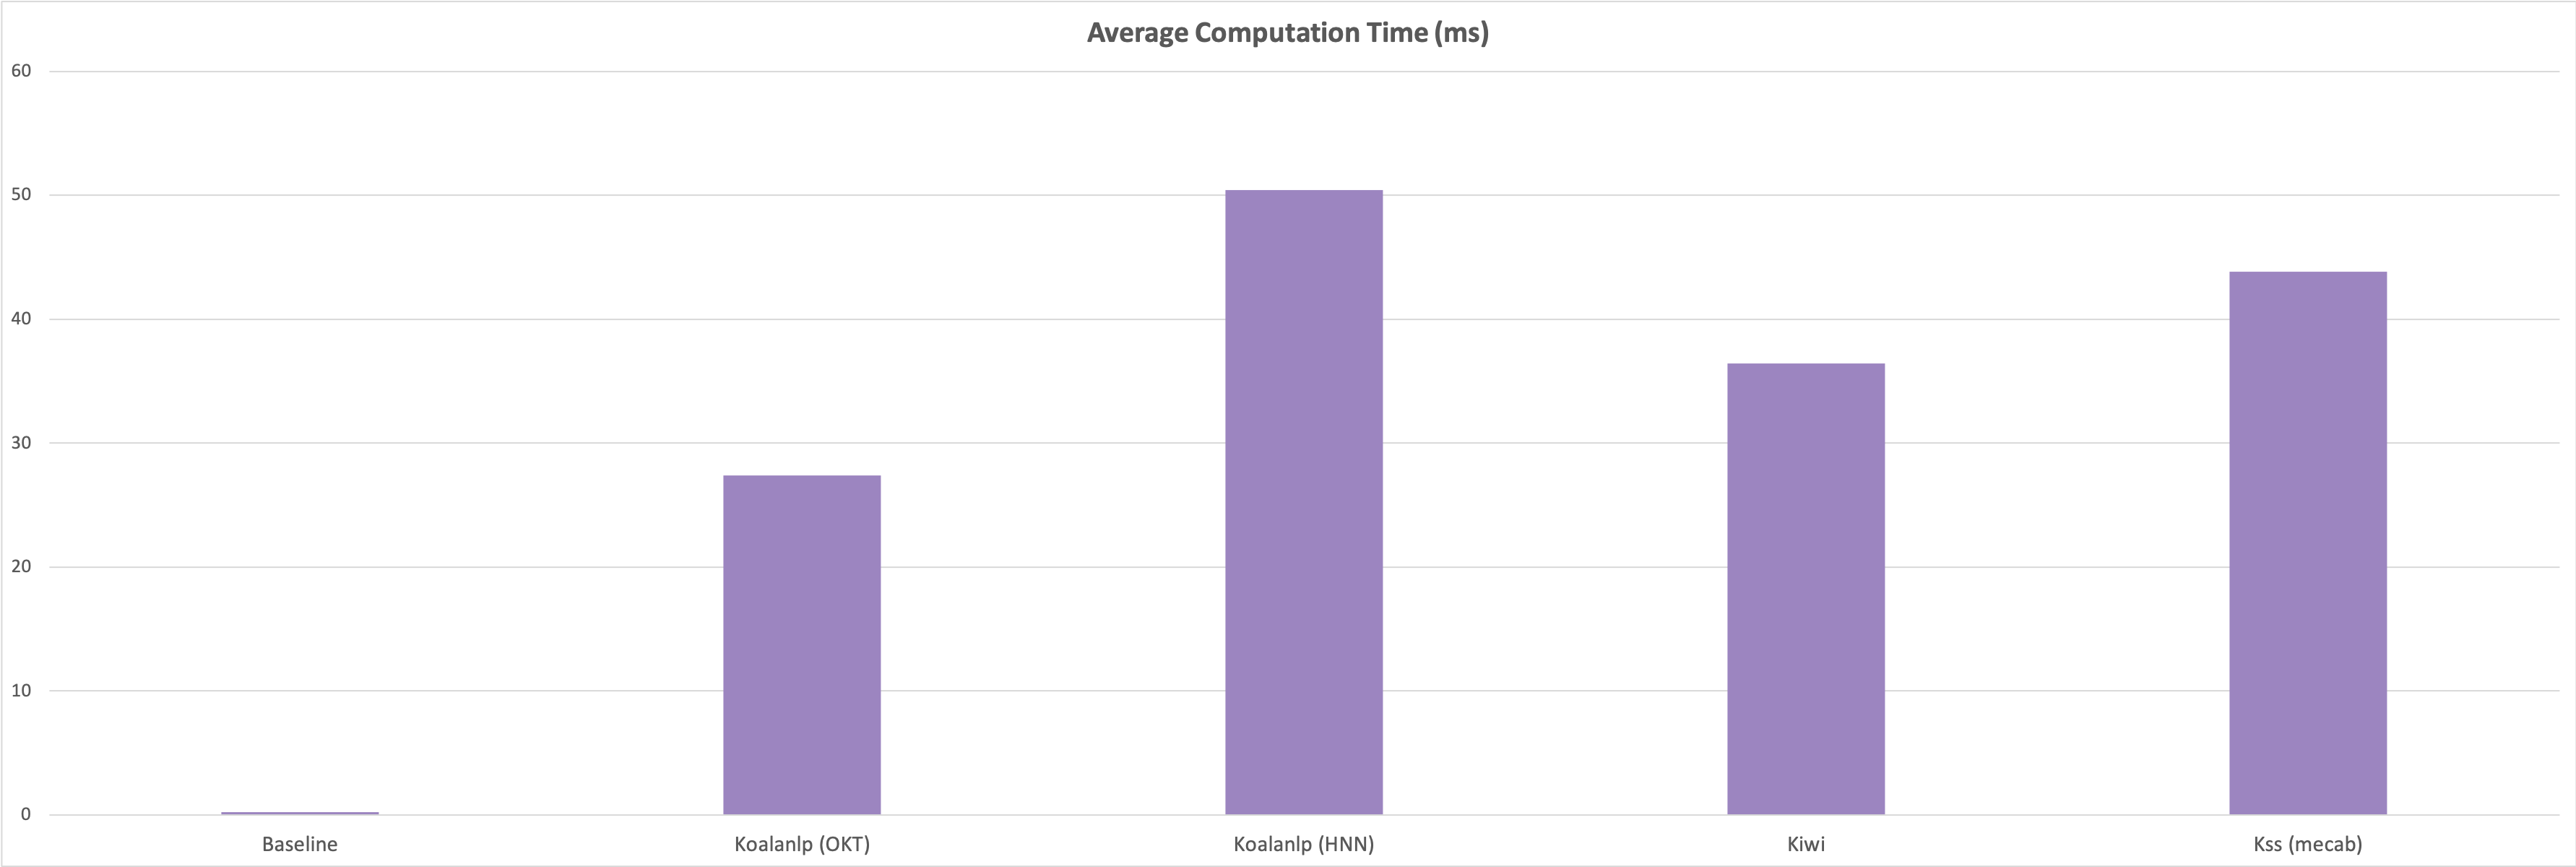 Average Computation Time (ms)
60
50
40
30
20
10
0
Baseline
Koalanlp (OKT)
Koalanlp (HNN)
Kiwi
Kss (mecab)